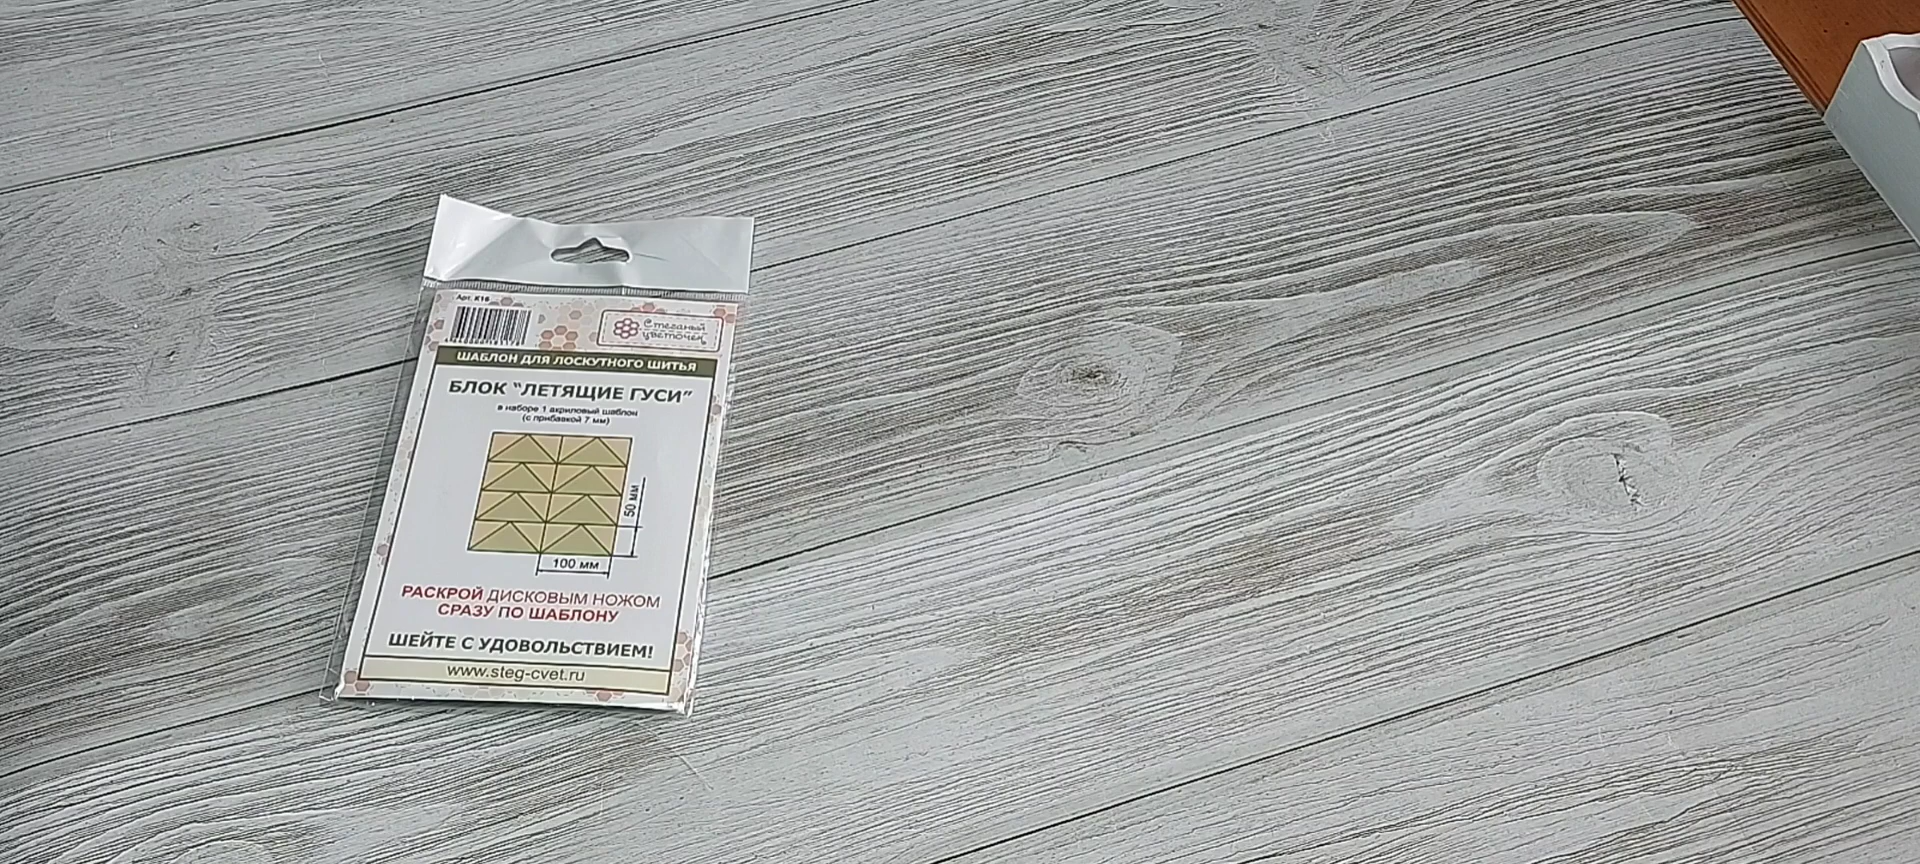 Арт. К16
Стеганый
цветочек
ШАБЛОН ДЛЯ ЛОСКУТНОГО ШИТЬЯ
БЛОК "ЛЕТЯЩИЕ ГУСИ"
в наборе 1 акриловый шаблон
(с прибавкой 7 мм)
50 мм
100 мм
РАСКРОЙ ДИСКОВЫМ НОЖОМ
СРАЗУ ПО ШАБЛОНУ
ШЕЙТЕ С УДОВОЛЬСТВИЕМ!
www.steg-cvet.ru